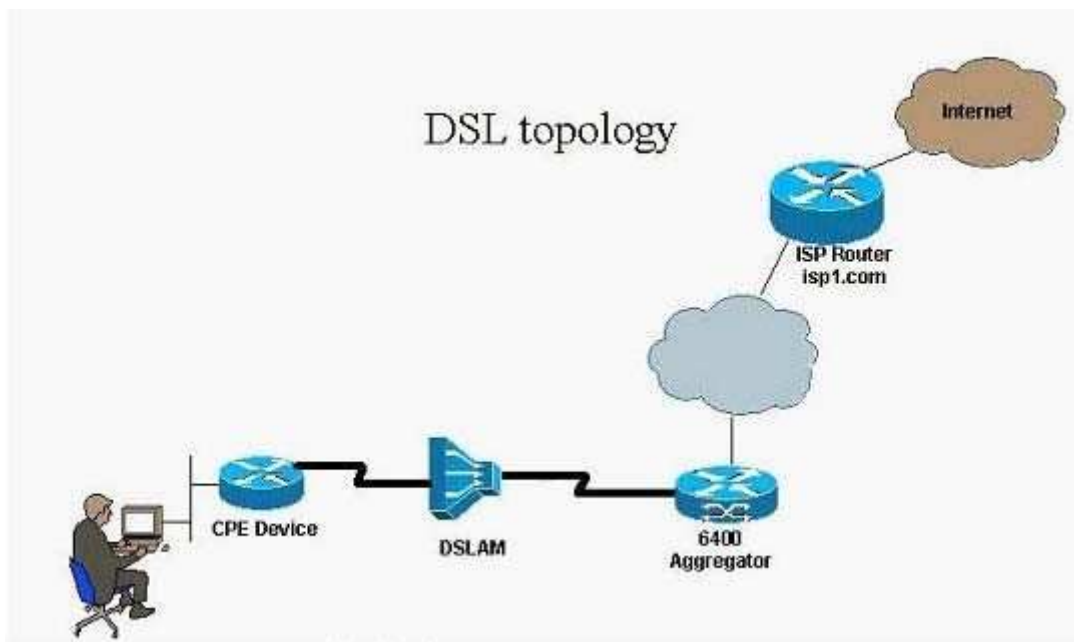 DSL topology
Internet
ISP Router
isp1.com
CPE Device
DSLAM
6400
Aggregator